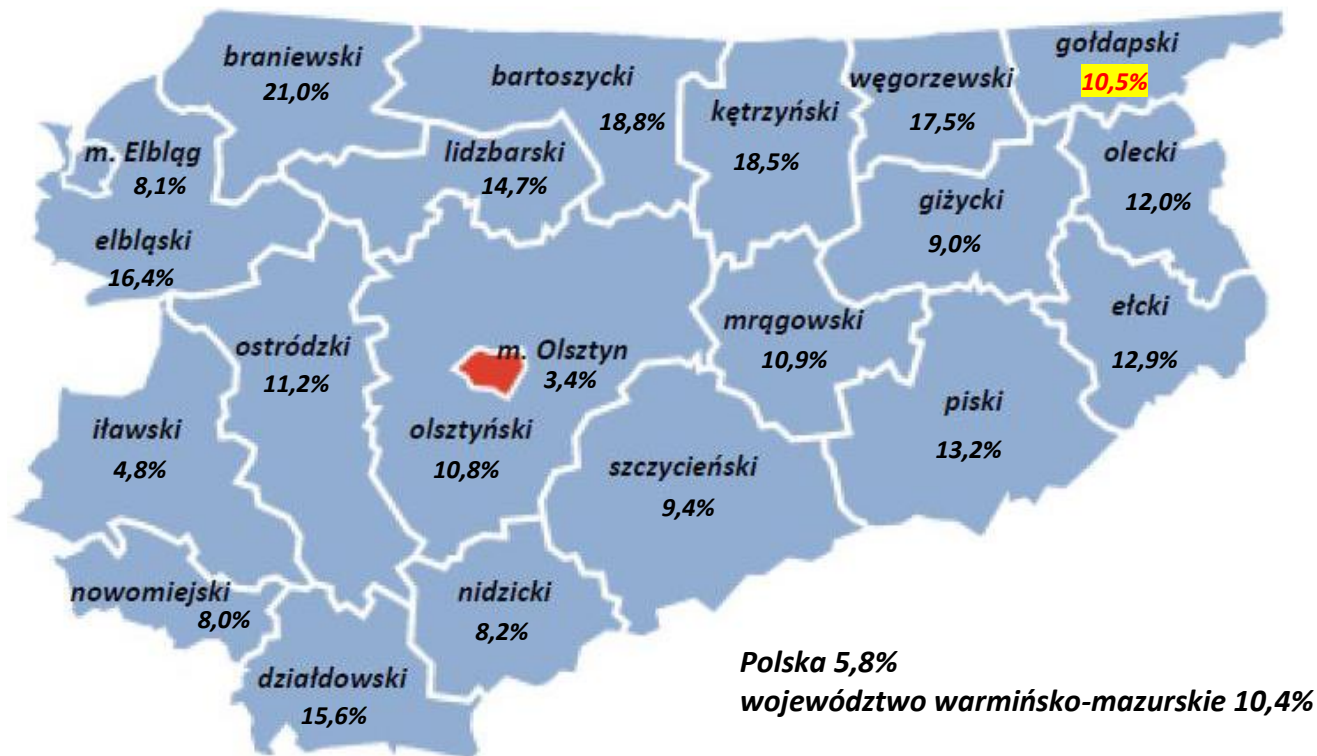 braniewski
21,0%
bartoszycki
18,8%
kętrzyński
18,5%
węgorzewski
17,5%
gołdapski
10,5%
m. Elbląg
8,1%
lidzbarski
14,7%
olecki
12,0%
giżycki
9,0%
elbląski
16,4%
ełcki
12,9%
mrągowski
10,9%
ostródzki
11,2%
m. Olsztyn
3,4%
piski
13,2%
iławski
4,8%
olsztyński
10,8%
szczycieński
9,4%
nowomiejski
8,0%
nidzicki
8,2%
działdowski
15,6%
Polska 5,8%
województwo warmińsko-mazurskie 10,4%